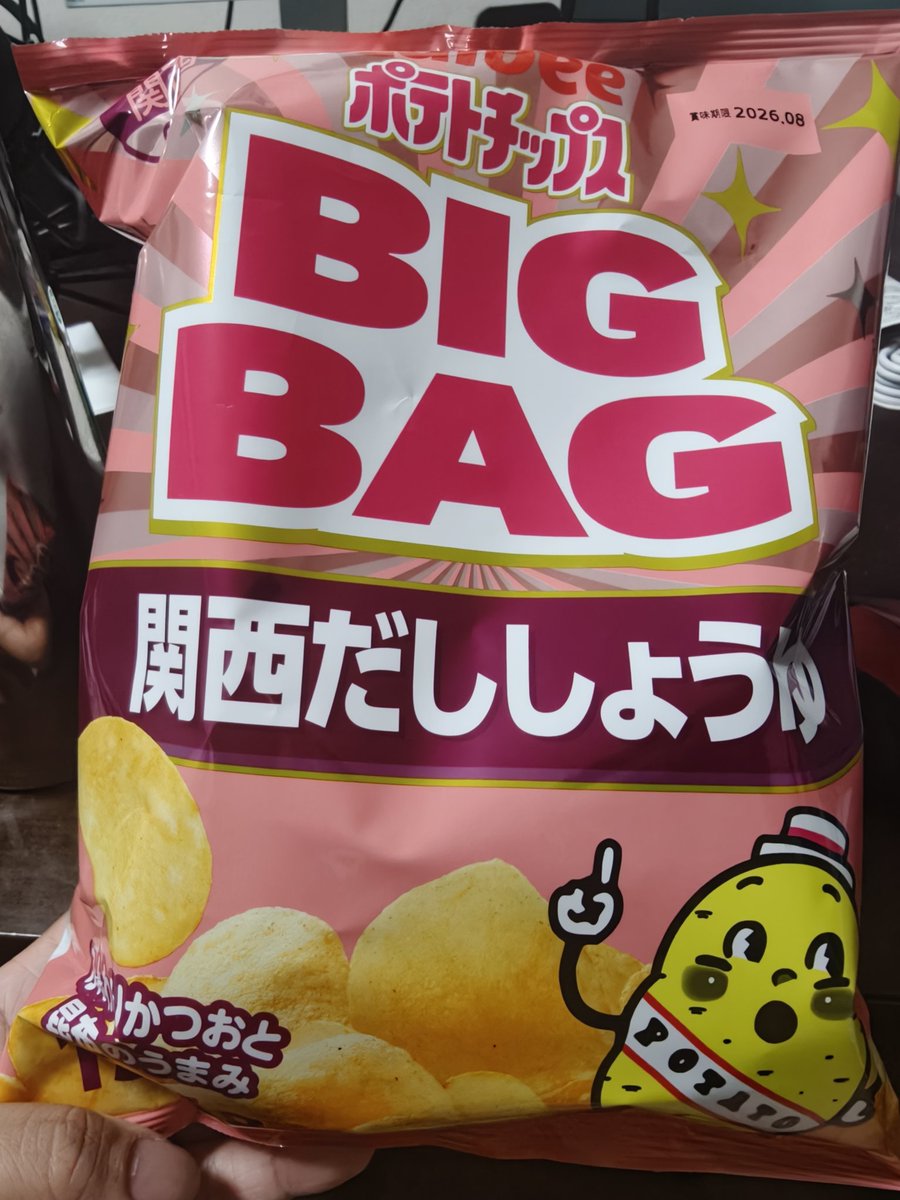 ポテトチップス
賞味期限 2026.08
BIG
BAG
関西だししょうゆ
かつおと
のうまみ
POTATO